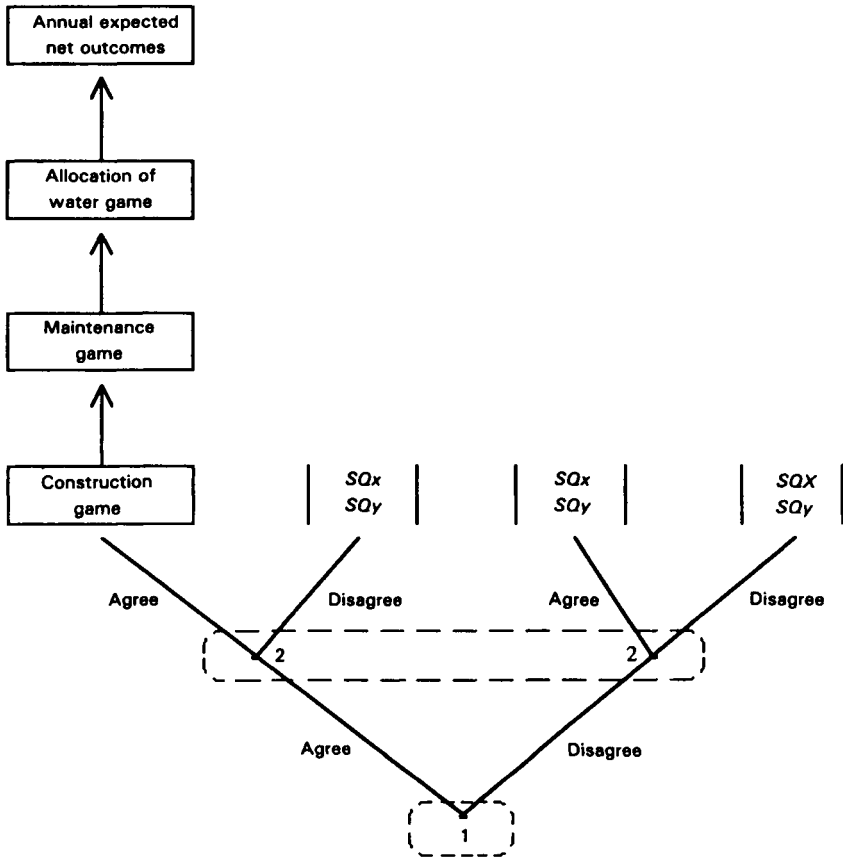 Annual expected
net outcomes
Allocation of
water game
Maintenance
game
Construction
game
SQx
SQy
SQx
SQy
SQX
SQy
Agree
Disagree
Agree
Disagree
2
2
Agree
Disagree
1